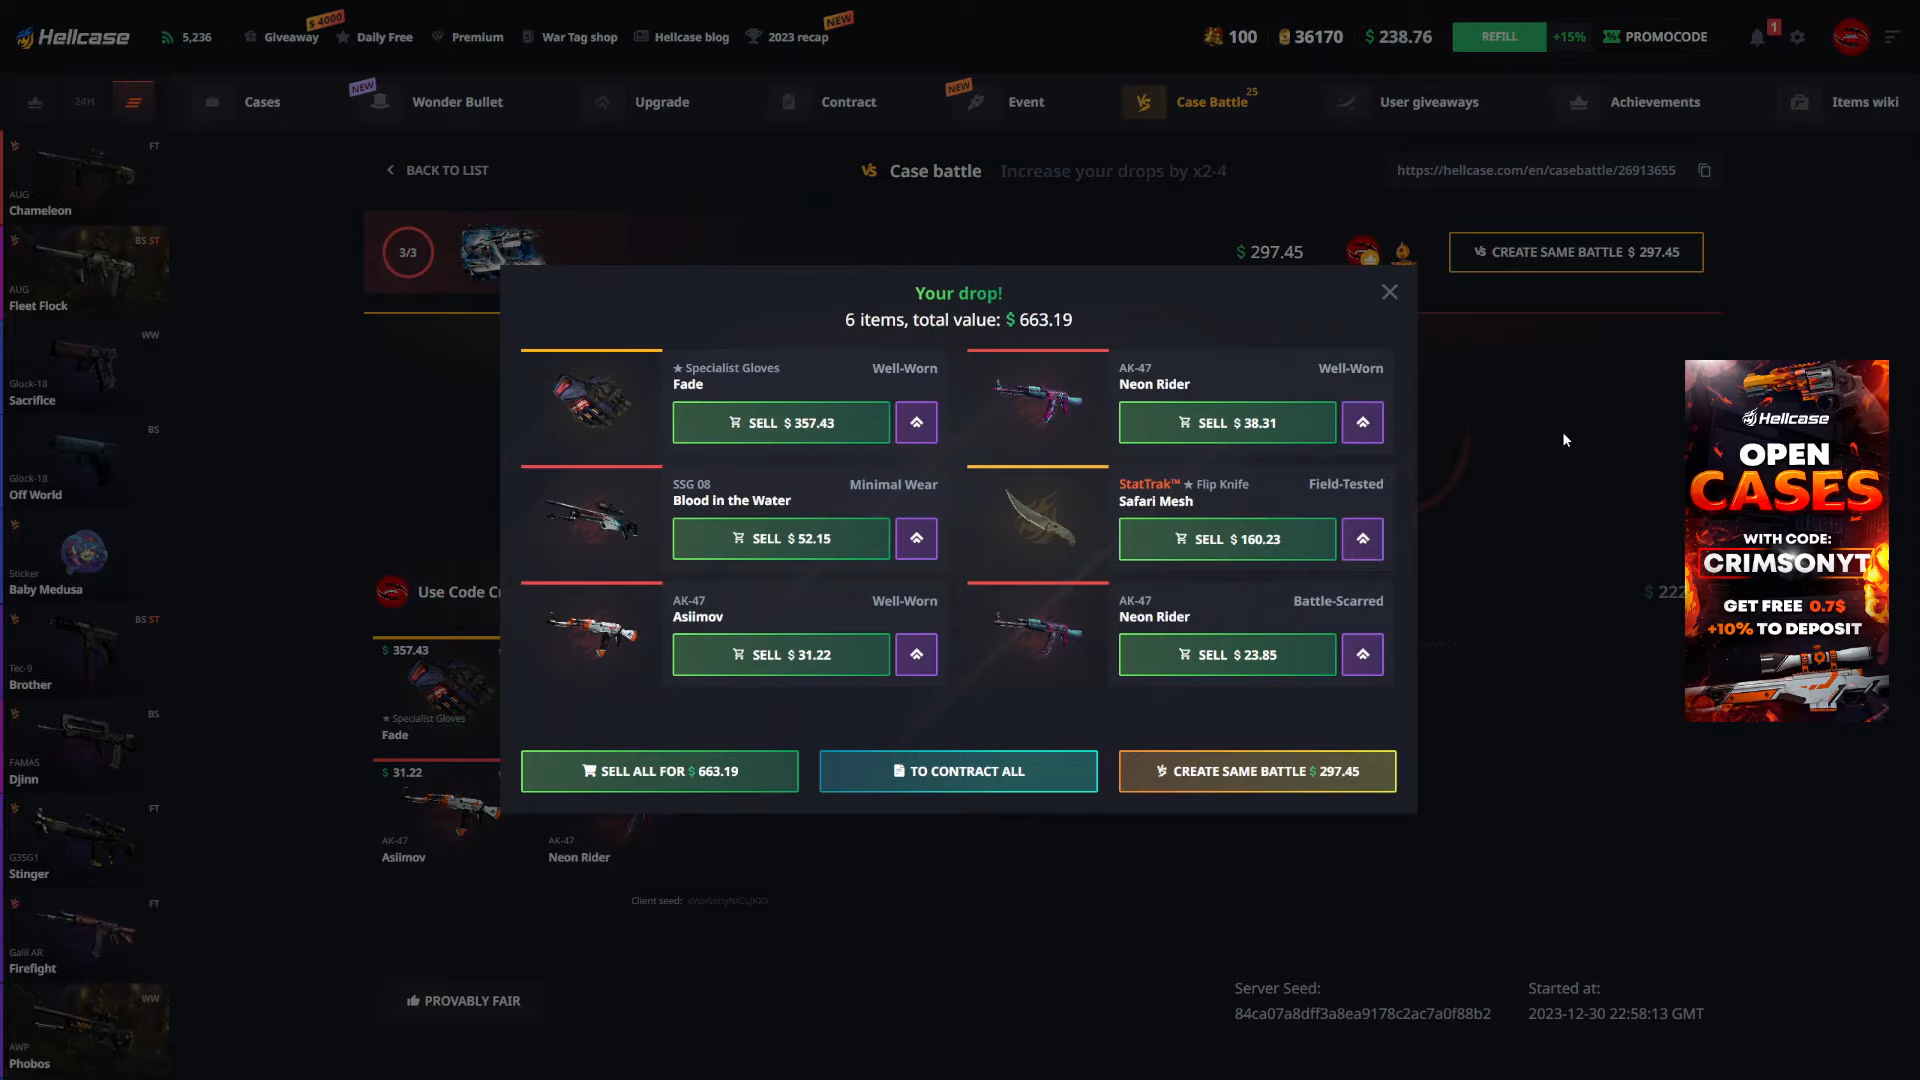 Hellcase
5,236
Giveaway
$ 4000
Daily Free
Premium
War Tag shop
Hellcase blog
2023 recap
NEW
100
36170
$ 238.76
REFILL
+15%
PROMOCODE
1
24H
Cases
NEW
Wonder Bullet
Upgrade
Contract
NEW
Event
Case Battle
25
User giveaways
Achievements
Items wiki
FT
AUG
Chameleon
BS ST
AUG
Fleet Flock
WW
Glock-18
Sacrifice
BS
Glock-18
Off World
Sticker
Baby Medusa
BS ST
Tec-9
Brother
BS
FAMAS
Djinn
FT
G3SG1
Stinger
FT
Galil AR
Firefight
WW
AWP
Phobos
BACK TO LIST
Case battle
Increase your drops by x2-4
https://hellcase.com/en/casebattle/26913655
3/3
$ 297.45
CREATE SAME BATTLE $ 297.45
Your drop!
6 items, total value: $ 663.19
★ Specialist Gloves
Well-Worn
Fade
SELL $ 357.43
AK-47
Well-Worn
Neon Rider
SELL $ 38.31
SSG 08
Minimal Wear
Blood in the Water
SELL $ 52.15
StatTrak™ ★ Flip Knife
Field-Tested
Safari Mesh
SELL $ 160.23
AK-47
Well-Worn
Asiimov
SELL $ 31.22
AK-47
Battle-Scarred
Neon Rider
SELL $ 23.85
SELL ALL FOR $ 663.19
TO CONTRACT ALL
CREATE SAME BATTLE $ 297.45
Use Code C
$ 222
$ 357.43
★ Specialist Gloves
Fade
$ 31.22
AK-47
Asiimov
AK-47
Neon Rider
Client seed:
PROVABLY FAIR
Server Seed:
84ca07a8dff3a8ea9178c2ac7a0f88b2
Started at:
2023-12-30 22:58:13 GMT
Hellcase
OPEN
CASES
WITH CODE:
CRIMSONYT
GET FREE 0.7$
+10% TO DEPOSIT